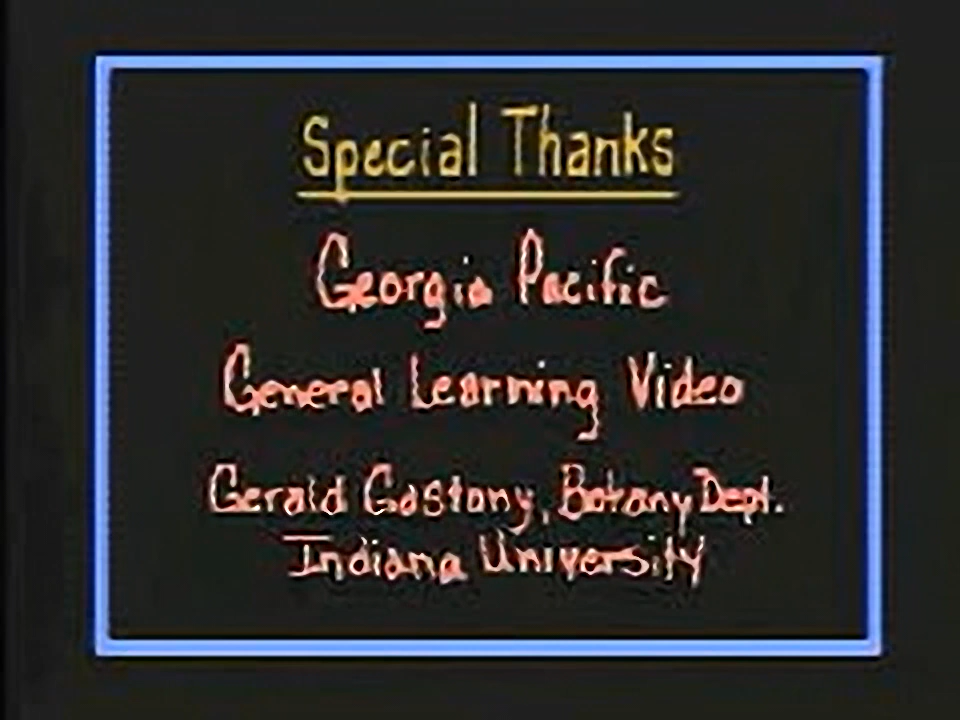 Special Thanks
Georgia Pacific
General Learning Video
Gerald Gastony, Botany Dept.
Indiana University